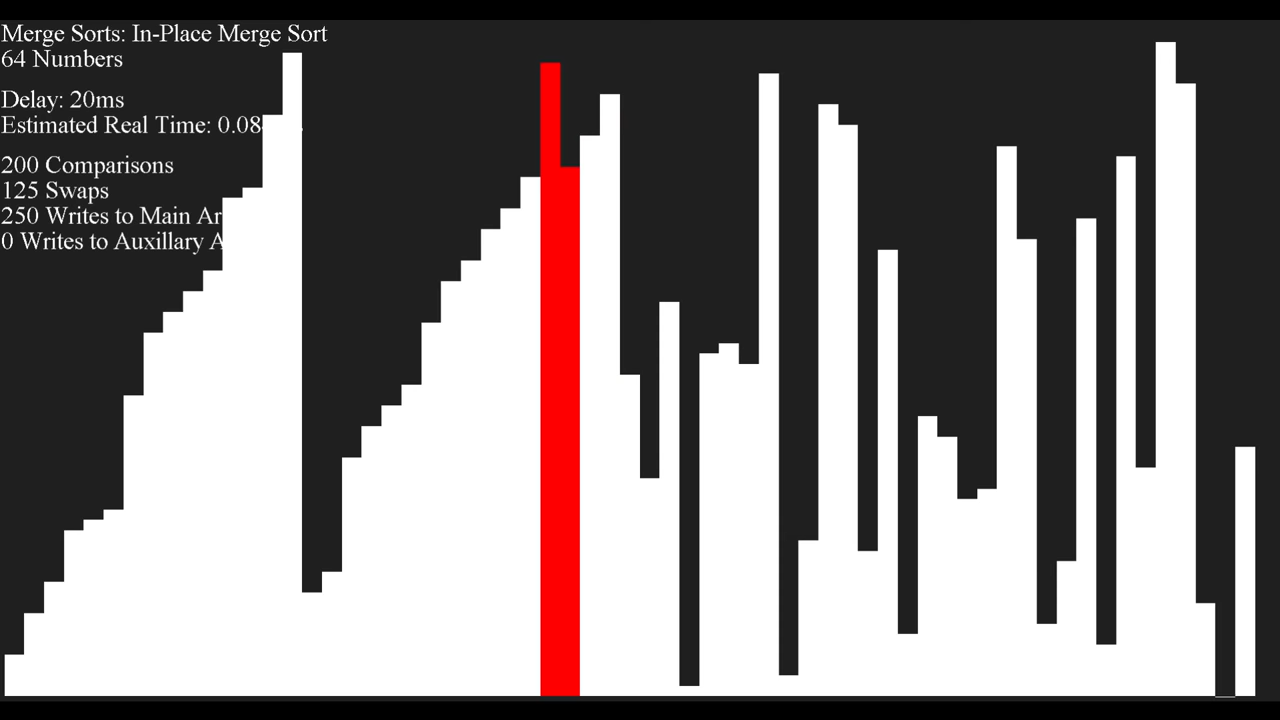 Merge Sorts: In-Place Merge Sort
64 Numbers
Delay: 20ms
Estimated Real Time:
200 Comparisons
125 Swaps
250 Writes to Main
0 Writes to Auxillary